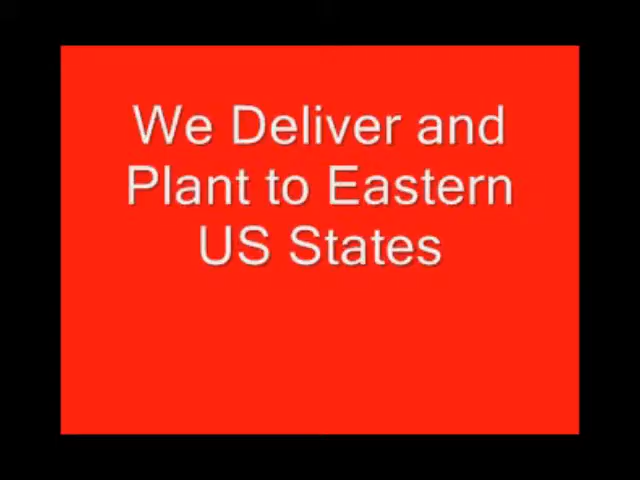 We Deliver and
Plant to Eastern
US States